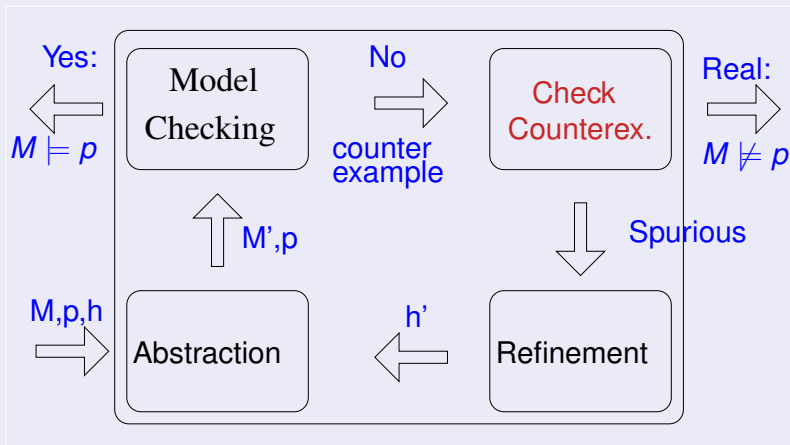 Yes:
M ⊨ p
Model
Checking
No
counter
example
Check
Counterex.
Real:
M ⊭ p
M',p
Spurious
M,p,h
Abstraction
h'
Refinement